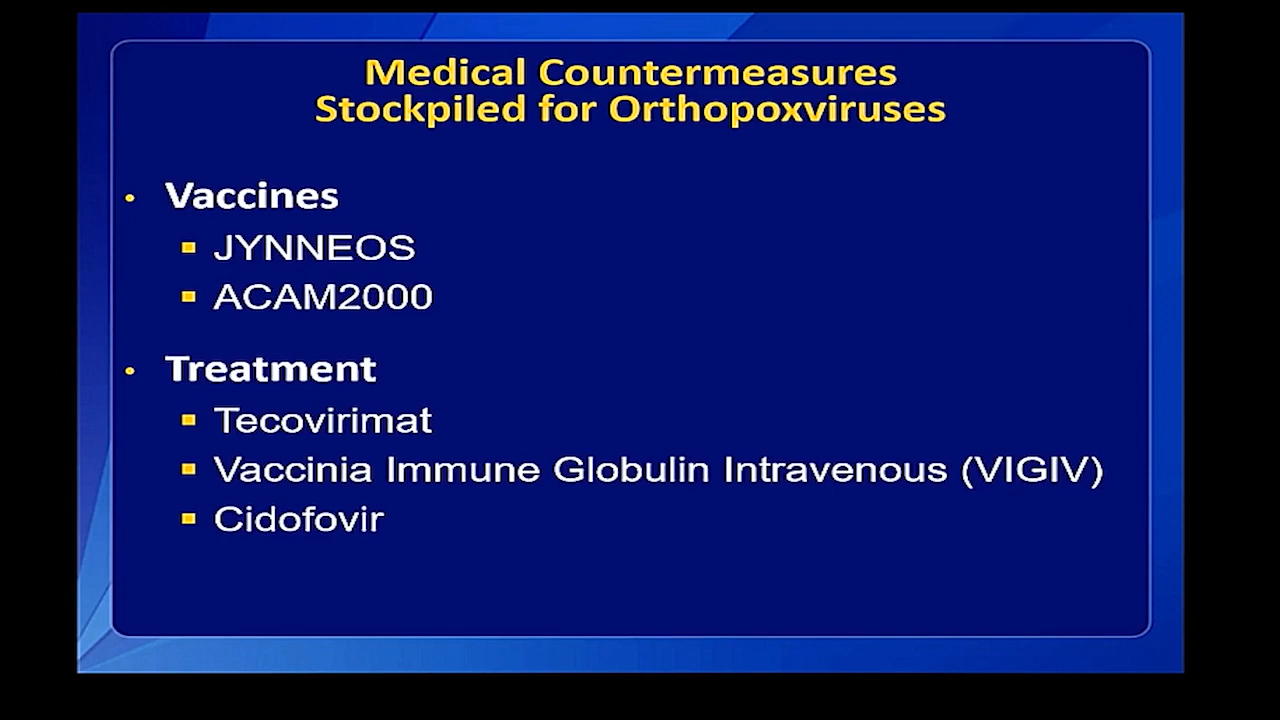 Medical Countermeasures
Stockpiled for Orthopoxviruses
• Vaccines
▪ JYNNEOS
▪ ACAM2000
• Treatment
▪ Tecovirimat
▪ Vaccinia Immune Globulin Intravenous (VIGIV)
▪ Cidofovir